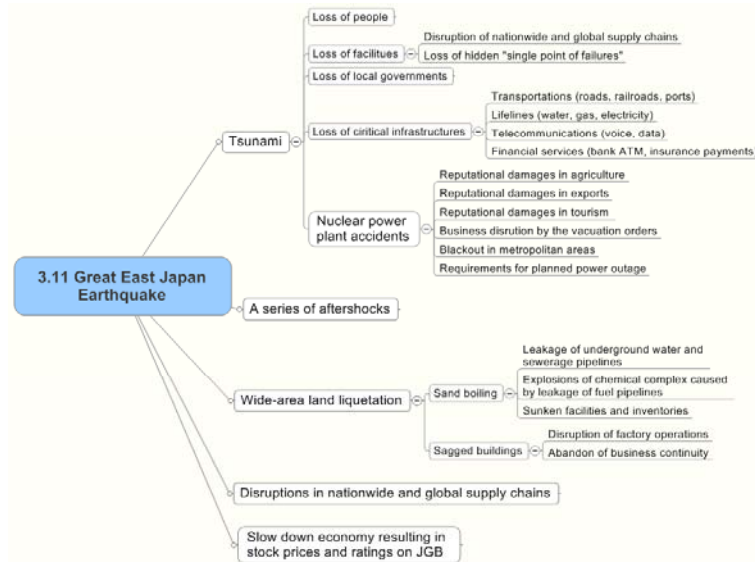 Loss of people
Disruption of nationwide and global supply chains
Loss of facilitues
Loss of hidden "single point of failures"
Loss of local governments
Transportations (roads, railroads, ports)
Lifelines (water, gas, electricity)
Tsunami
Loss of ciritical infrastructures
Telecommunications (voice, data)
Financial services (bank ATM, insurance payments)
Reputational damages in agriculture
Reputational damages in exports
Nuclear power
plant accidents
Reputational damages in tourism
Business disrution by the vacuation orders
Blackout in metropolitan areas
Requirements for planned power outage
3.11 Great East Japan
Earthquake
A series of aftershocks
Leakage of underground water and
sewerage pipelines
Wide-area land liquetation
Sand boiling
Explosions of chemical complex caused
by leakage of fuel pipelines
Sunken facilities and inventories
Sagged buildings
Disruption of factory operations
Abandon of business continuity
Disruptions in nationwide and global supply chains
Slow down economy resulting in
stock prices and ratings on JGB